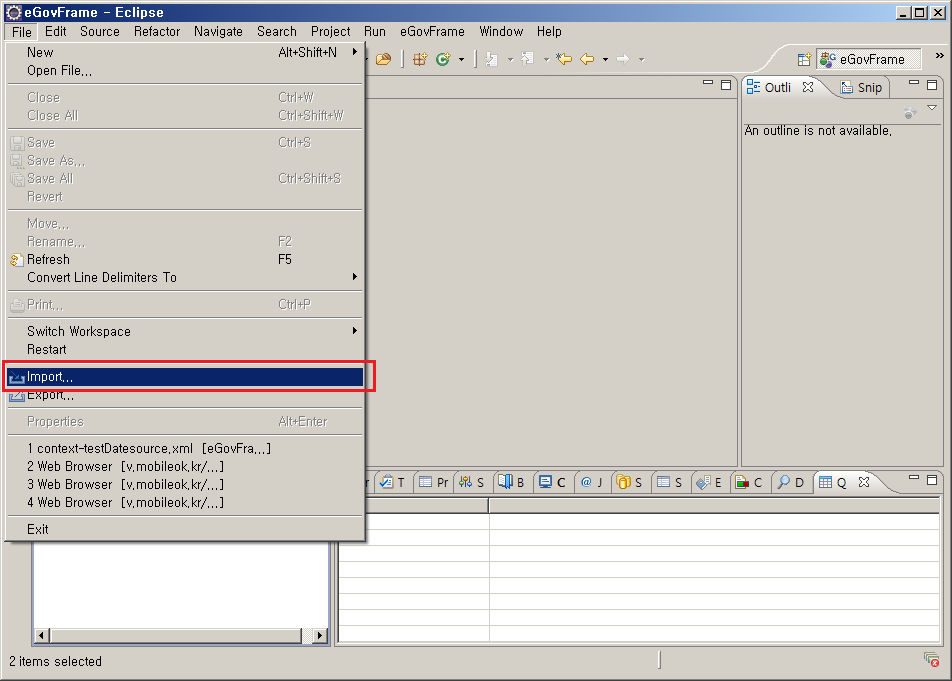 eGovFrame - Eclipse
File Edit Source Refactor Navigate Search Project Run eGovFrame Window Help
New Alt+Shift+N
Open File...
Close Ctrl+W
Close All Ctrl+Shift+W
Save Ctrl+S
Save As...
Save All Ctrl+Shift+S
Revert
Move...
Rename... F2
Refresh F5
Convert Line Delimiters To
Print... Ctrl+P
Switch Workspace
Restart
Import...
Export...
Properties Alt+Enter
1 context-testDatesource.xml [eGovFra...]
2 Web Browser [v.mobileok.kr/...]
3 Web Browser [v.mobileok.kr/...]
4 Web Browser [v.mobileok.kr/...]
Exit
eGovFrame »
Outli Snip
An outline is not available.
r T Pr S B C J S S E C D Q
2 items selected